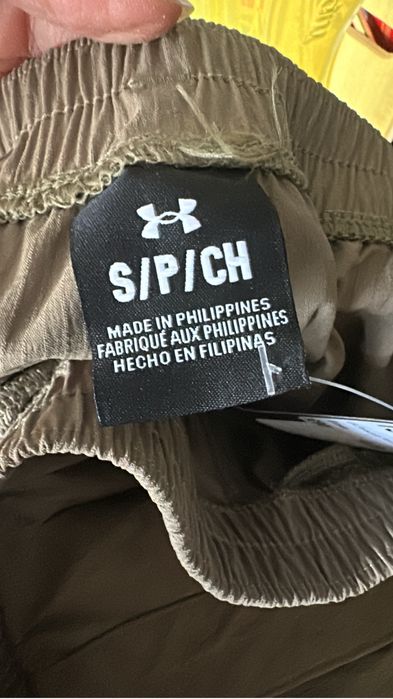 S/P/CH
MADE IN PHILIPPINES
FABRIQUÉ AUX PHILIPPINES
HECHO EN FILIPINAS